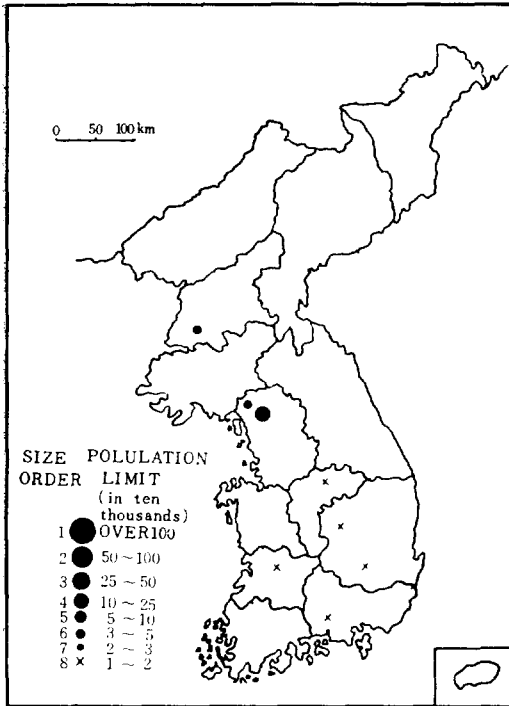 0 50 100 km
SIZE POLULATION
ORDER LIMIT
(in ten
thousands)
1 OVER100
2 50～100
3 25～50
4 10～25
5 5～10
6 3～5
7 2～3
8 × 1～2